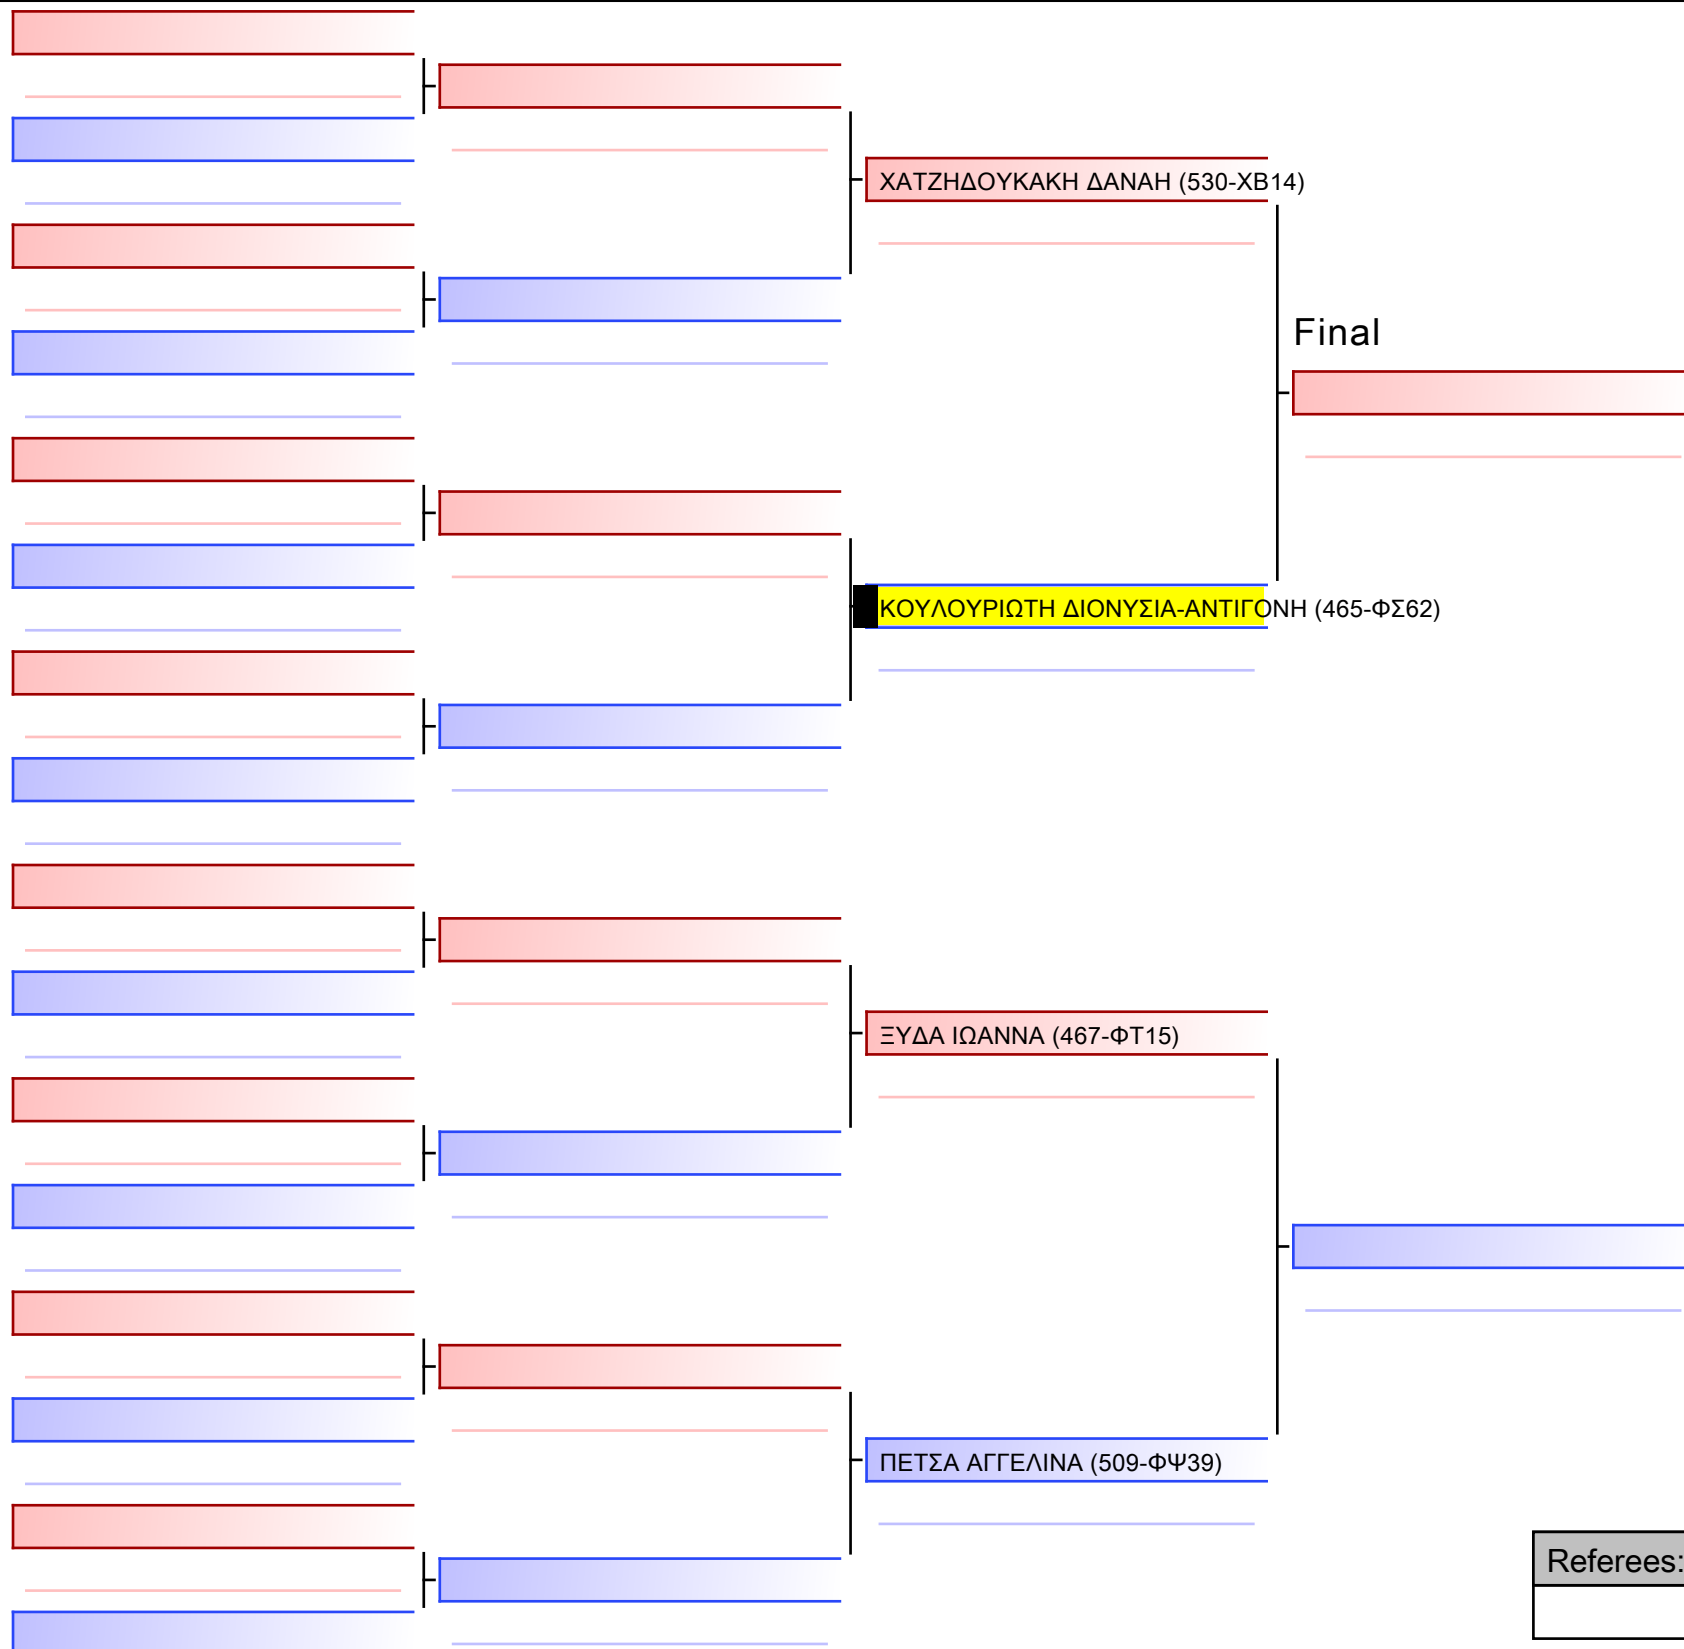 ΧΑΤΖΗΔΟΥΚΑΚΗ ΔΑΝΑΗ (530-ΧΒ14)
Final
ΚΟΥΛΟΥΡΙΩΤΗ ΔΙΟΝΥΣΙΑ-ΑΝΤΙΓΟΝΗ (465-ΦΣ62)
ΞΥΔΑ ΙΩΑΝΝΑ (467-ΦΤ15)
ΠΕΤΣΑ ΑΓΓΕΛΙΝΑ (509-ΦΨ39)
Referees: